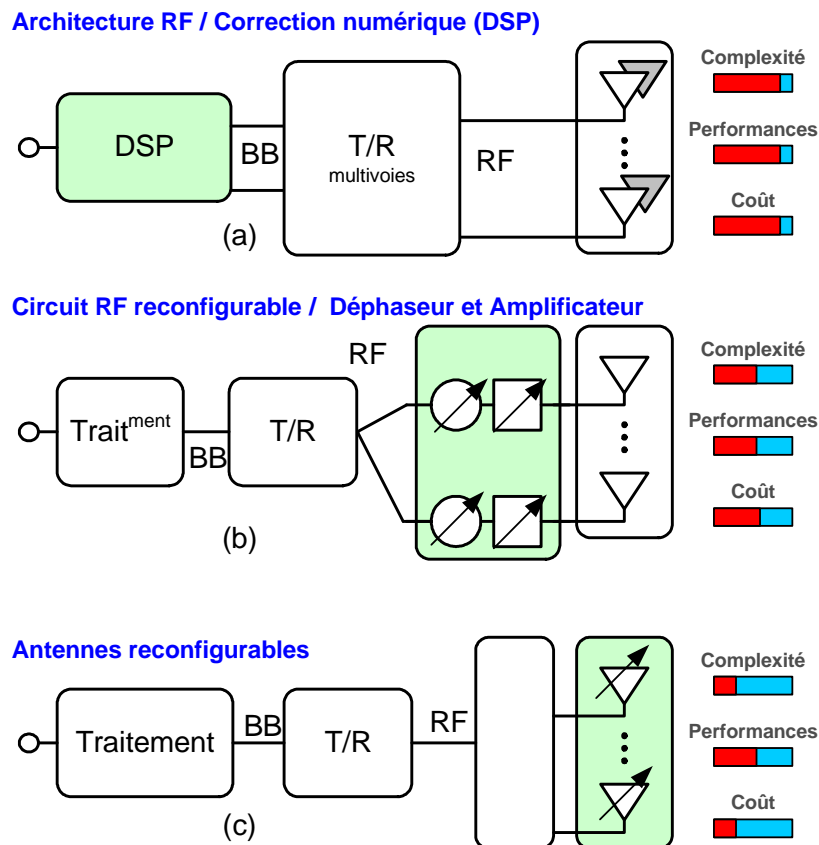 Architecture RF / Correction numérique (DSP)
Complexité
DSP
BB
T/R
multivoies
RF
Performances
Coût
(a)
Circuit RF reconfigurable / Déphaseur et Amplificateur
RF
Complexité
Traitment
BB
T/R
Performances
Coût
(b)
Antennes reconfigurables
Complexité
Traitement
BB
T/R
RF
Performances
Coût
(c)